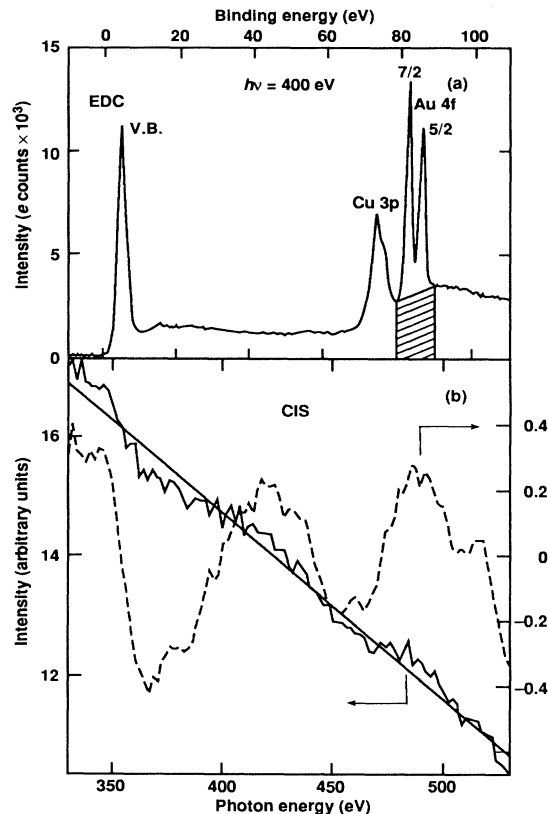 Binding energy (eV)
0 20 40 60 80 100
15
10
5
0
Intensity (e counts × 10³)
hν = 400 eV
(a)
EDC
V.B.
Cu 3p
7/2
Au 4f
5/2
(b)
CIS
16
14
12
Intensity (arbitrary units)
0.4
0.2
0
−0.2
−0.4
350 400 450 500
Photon energy (eV)